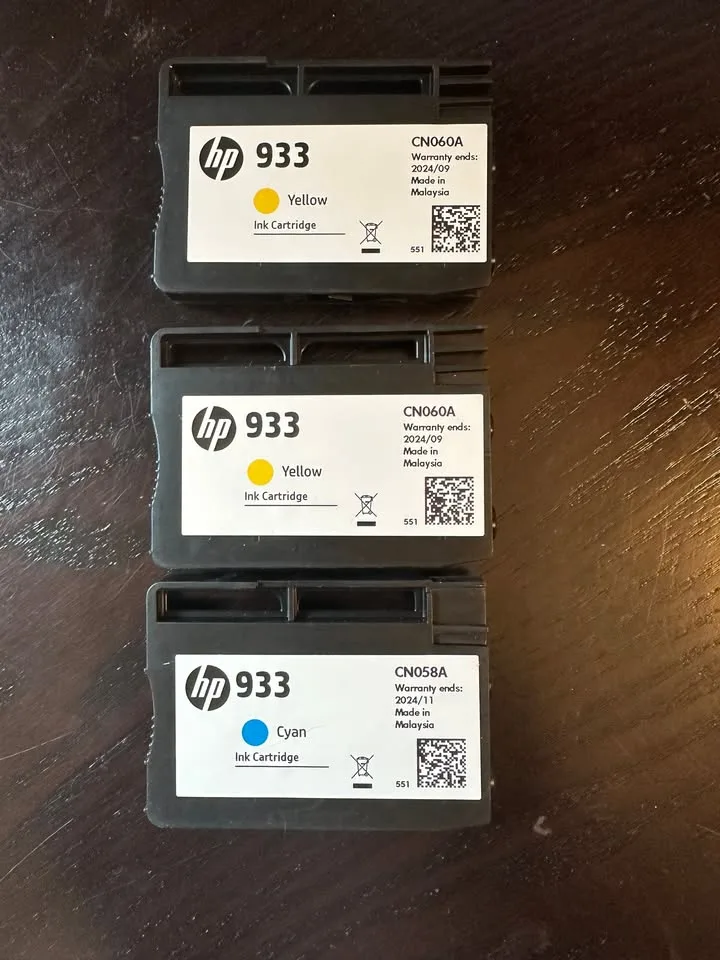 hp 933
CN060A
Warranty ends:
2024/09
Made in
Malaysia
Yellow
Ink Cartridge
551
hp 933
CN060A
Warranty ends:
2024/09
Made in
Malaysia
Yellow
Ink Cartridge
551
hp 933
CN058A
Warranty ends:
2024/11
Made in
Malaysia
Cyan
Ink Cartridge
551